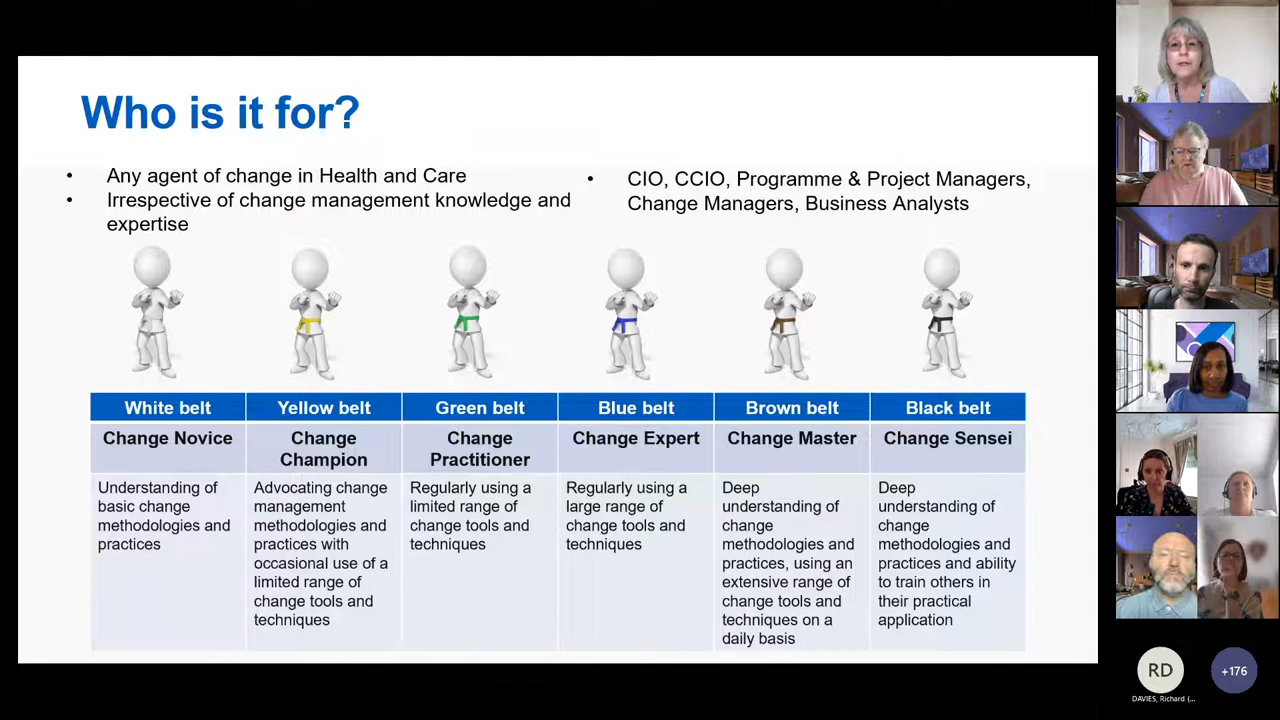 Who is it for?
• Any agent of change in Health and Care
• Irrespective of change management knowledge and
expertise
• CIO, CCIO, Programme & Project Managers,
Change Managers, Business Analysts
White belt
Change Novice
Understanding of
basic change
methodologies and
practices
Yellow belt
Change
Champion
Advocating change
management
methodologies and
practices with
occasional use of a
limited range of
change tools and
techniques
Green belt
Change
Practitioner
Regularly using a
limited range of
change tools and
techniques
Blue belt
Change Expert
Regularly using a
large range of
change tools and
techniques
Brown belt
Change Master
Deep
understanding of
change
methodologies and
practices, using an
extensive range of
change tools and
techniques on a
daily basis
Black belt
Change Sensei
Deep
understanding of
change
methodologies and
practices and ability
to train others in
their practical
application
RD
+176
DAVIES, Richard (...